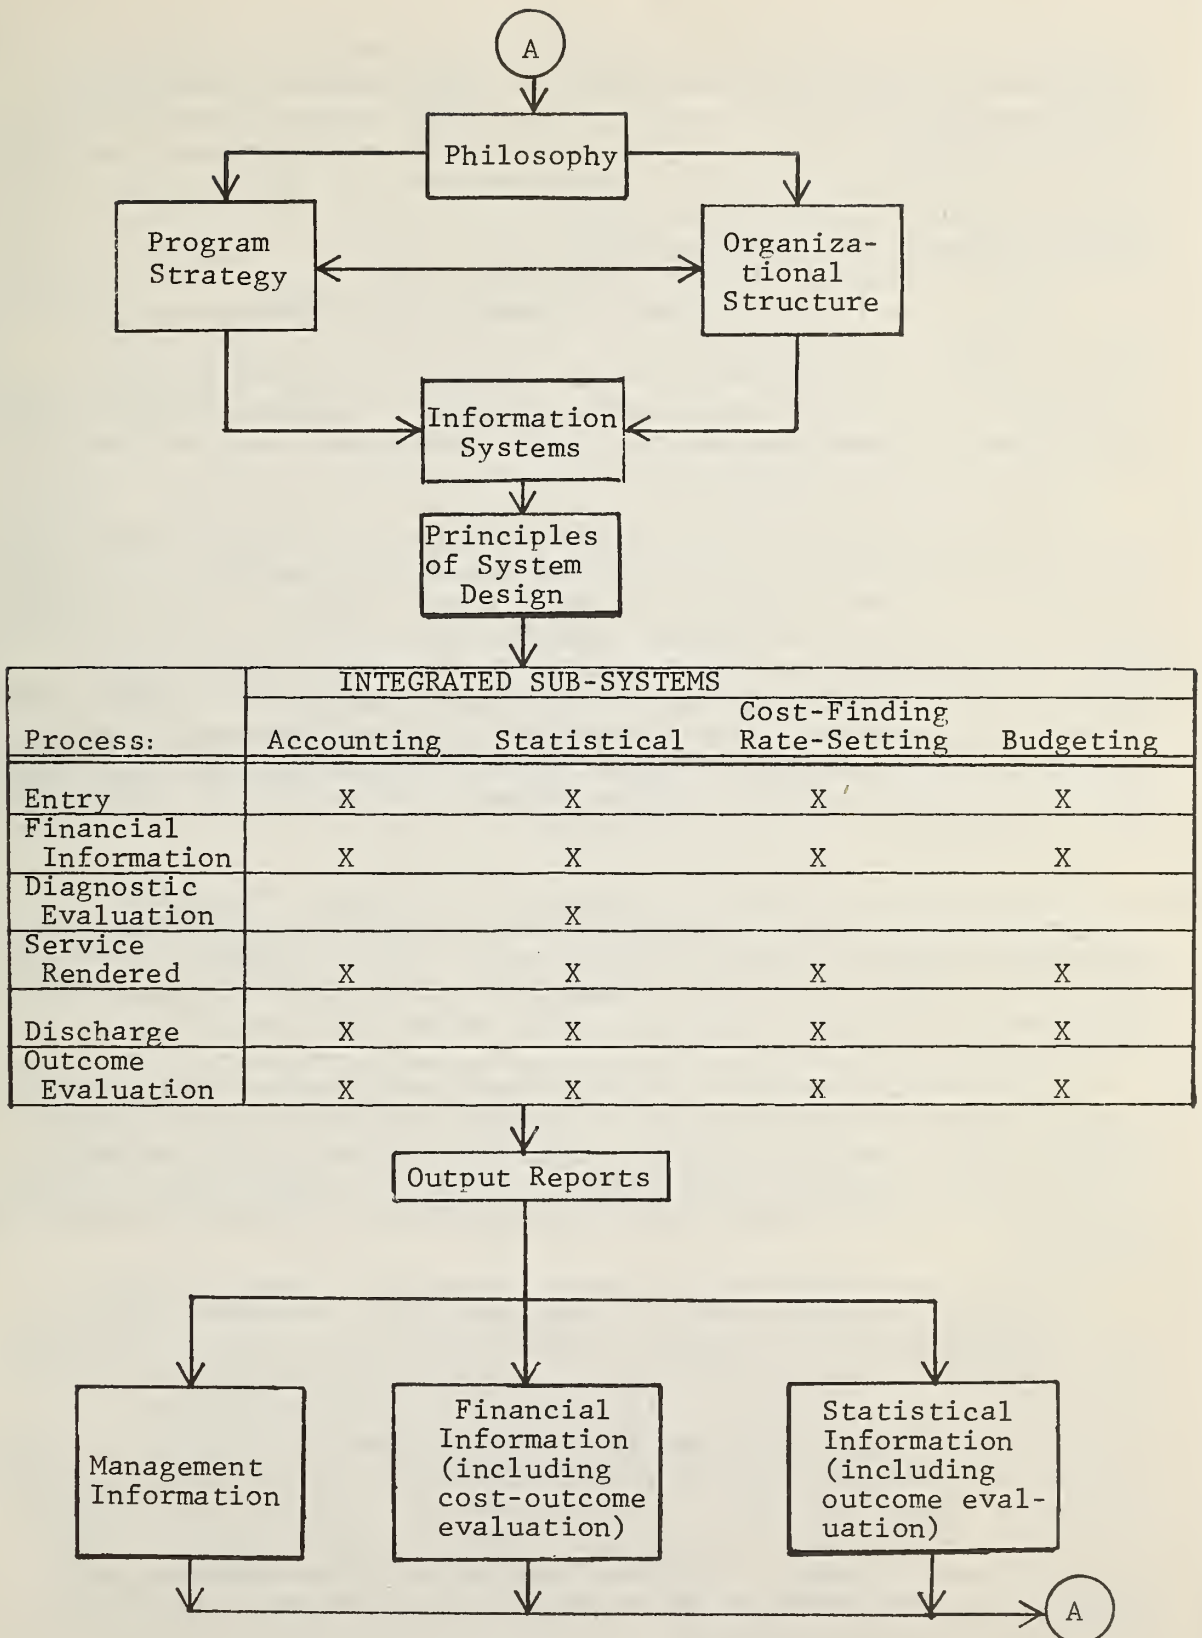 A
Philosophy
Program
Strategy
Organiza-
tional
Structure
Information
Systems
Principles
of System
Design
INTEGRATED SUB-SYSTEMS
Process: Accounting Statistical Cost-Finding Rate-Setting Budgeting
Entry X X X X
Financial
Information X X X X
Diagnostic
Evaluation X
Service
Rendered X X X X
Discharge X X X X
Outcome
Evaluation X X X X
Output Reports
Management
Information
Financial
Information
(including
cost-outcome
evaluation)
Statistical
Information
(including
outcome eval-
uation)
A